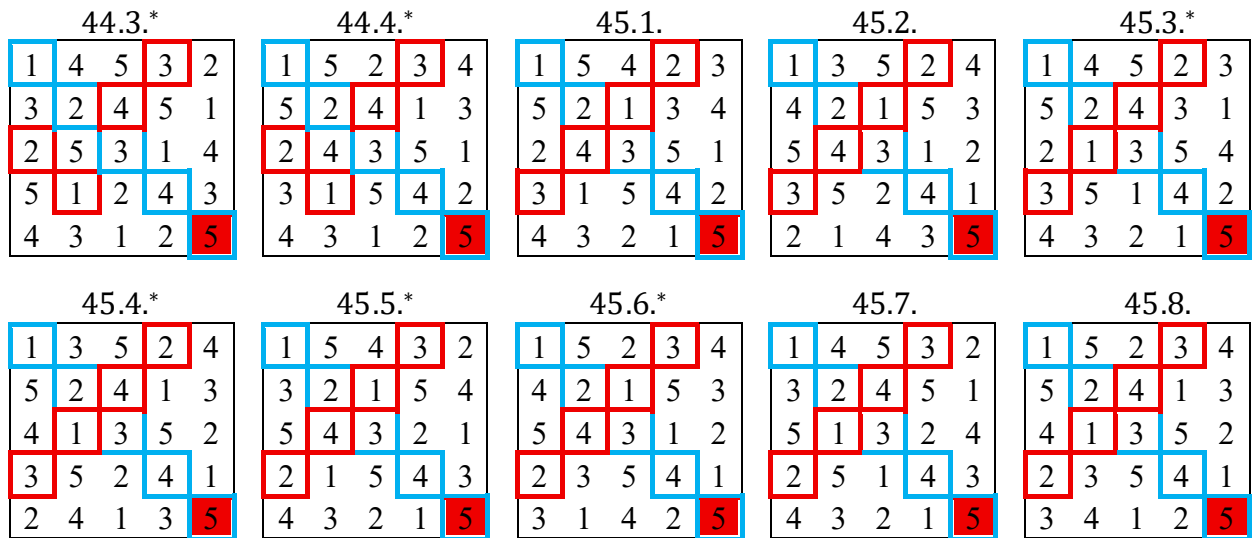 44.3.* 44.4.* 45.1. 45.2. 45.3.*
1 4 5 3 2 1 5 2 3 4 1 5 4 2 3 1 3 5 2 4 1 4 5 2 3
3 2 4 5 1 5 2 4 1 3 5 2 1 3 4 4 2 1 5 3 5 2 4 3 1
2 5 3 1 4 2 4 3 5 1 2 4 3 5 1 5 4 3 1 2 2 1 3 5 4
5 1 2 4 3 3 1 5 4 2 3 1 5 4 2 3 5 2 4 1 3 5 1 4 2
4 3 1 2 5 4 3 1 2 5 4 3 2 1 5 2 1 4 3 5 4 3 2 1 5
45.4.* 45.5.* 45.6.* 45.7. 45.8.
1 3 5 2 4 1 5 4 3 2 1 5 2 3 4 1 4 5 3 2 1 5 2 3 4
5 2 4 1 3 3 2 1 5 4 4 2 1 5 3 3 2 4 5 1 5 2 4 1 3
4 1 3 5 2 5 4 3 2 1 5 4 3 1 2 5 1 3 2 4 4 1 3 5 2
3 5 2 4 1 2 1 5 4 3 2 3 5 4 1 2 5 1 4 3 2 3 5 4 1
2 4 1 3 5 4 3 2 1 5 3 1 4 2 5 4 3 2 1 5 3 4 1 2 5